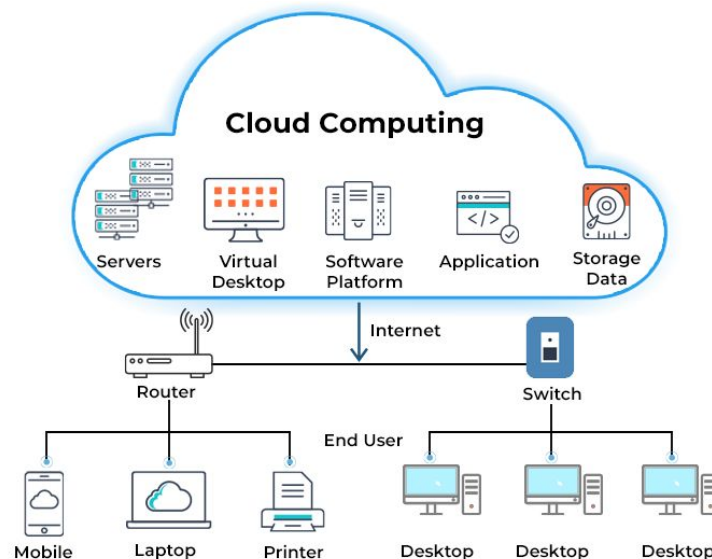 Cloud Computing
Servers
Virtual
Desktop
Software
Platform
</>
Application
Storage
Data
Internet
Router
Switch
End User
Mobile
Laptop
Printer
Desktop
Desktop
Desktop